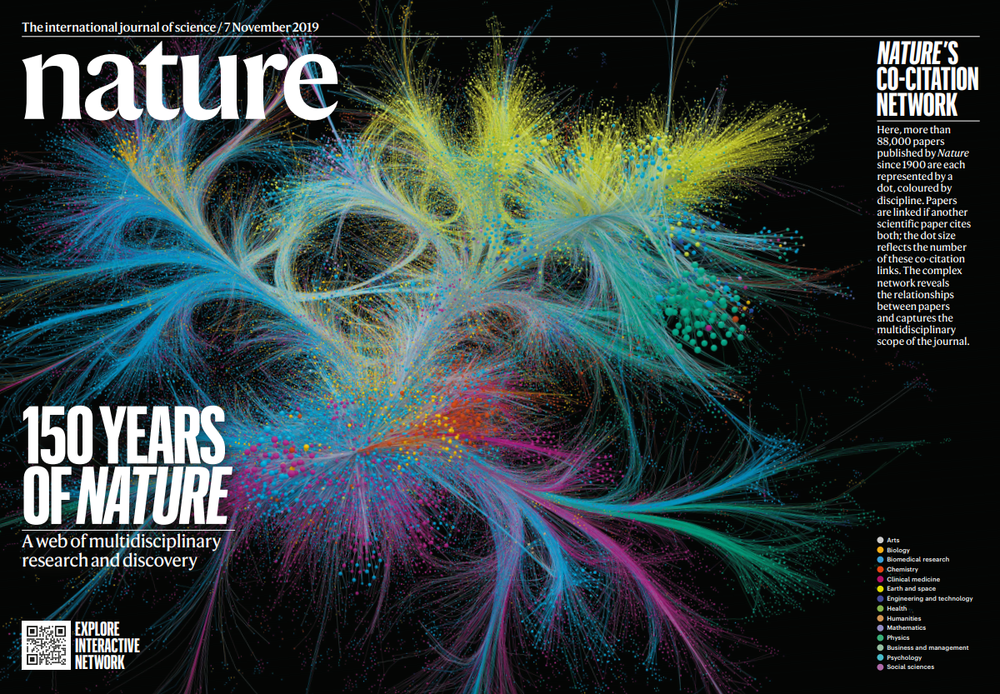 The international journal of science / 7 November 2019
nature
NATURE'S
CO-CITATION
NETWORK
Here, more than
88,000 papers
published by Nature
since 1900 are each
represented by a
dot, coloured by
discipline. Papers
are linked if another
scientific paper cites
both; the dot size
reflects the number
of these co-citation
links. The complex
network reveals
the relationships
between papers
and captures the
multidisciplinary
scope of the journal.
150 YEARS
OF NATURE
A web of multidisciplinary
research and discovery
EXPLORE
INTERACTIVE
NETWORK
Arts
Biology
Biomedical research
Chemistry
Clinical medicine
Earth and space
Engineering and technology
Health
Humanities
Mathematics
Physics
Business and management
Psychology
Social sciences